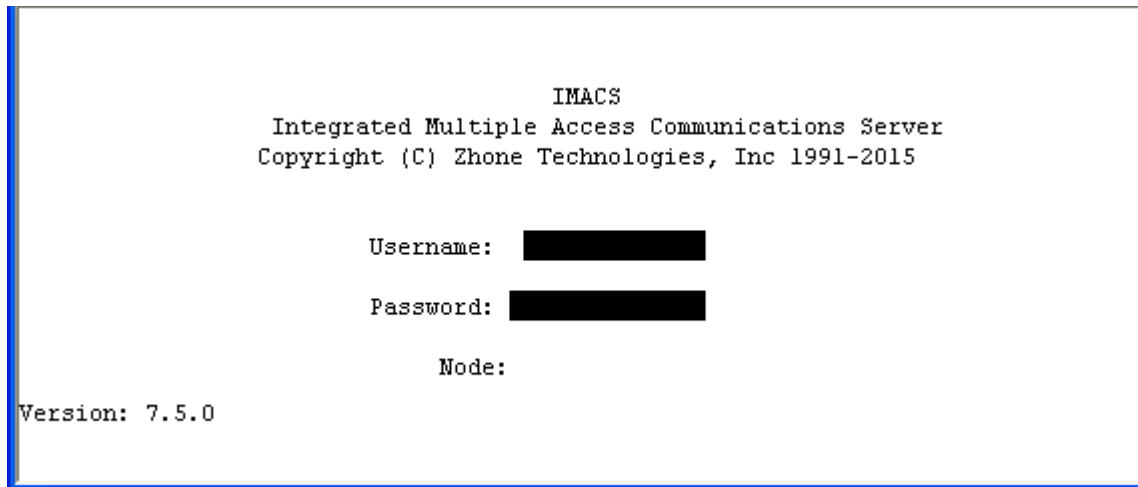 IMACS
Integrated Multiple Access Communications Server
Copyright (C) Zhone Technologies, Inc 1991-2015
Username:
Password:
Node:
Version: 7.5.0